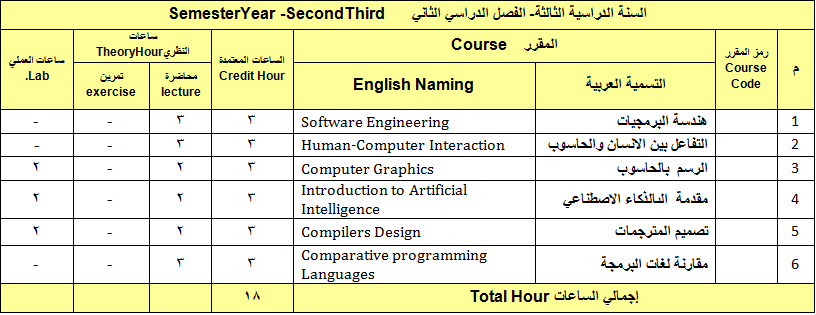 السنة الدراسية الثالثة- الفصل الدراسي الثاني SemesterYear -SecondThird
م
رمز المقرر
Course
Code
المقرر Course
التسمية العربية
English Naming
الساعات المعتمدة
Credit Hour
ساعات
النظريTheoryHour
محاضرة
lecture
تمرين
exercise
ساعات العملي
Lab.
1 هندسة البرمجيات Software Engineering ٣ ٣ - -
2 التفاعل بين الانسان والحاسوب Human-Computer Interaction ٣ ٣ - -
3 الرسم بالحاسوب Computer Graphics ٣ ٢ - ٢
4 مقدمة البالذكاء الاصطناعي Introduction to Artificial
Intelligence ٣ ٢ - ٢
5 تصميم المترجمات Compilers Design ٣ ٢ - ٢
6 مقارنة لغات البرمجة Comparative programming
Languages ٣ ٣ - -
إجمالي الساعات Total Hour ١٨